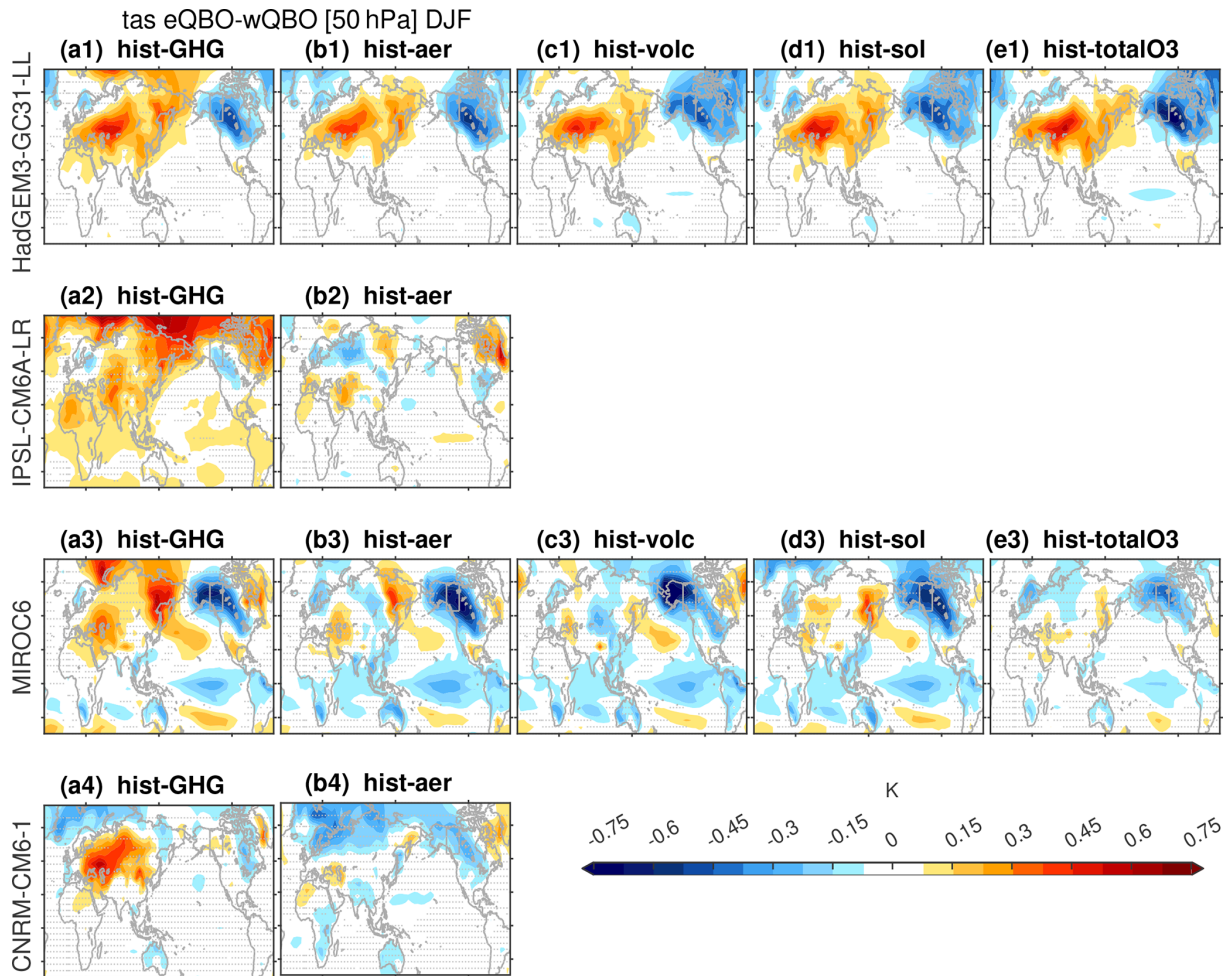 tas eQBO-wQBO [50 hPa] DJF
(a1) hist-GHG
(b1) hist-aer
(c1) hist-volc
(d1) hist-sol
(e1) hist-totalO3
HadGEM3-GC31-LL
(a2) hist-GHG
(b2) hist-aer
IPSL-CM6A-LR
(a3) hist-GHG
(b3) hist-aer
(c3) hist-volc
(d3) hist-sol
(e3) hist-totalO3
MIROC6
(a4) hist-GHG
(b4) hist-aer
CNRM-CM6-1
K
-0.75 -0.6 -0.45 -0.3 -0.15 0 0.15 0.3 0.45 0.6 0.75